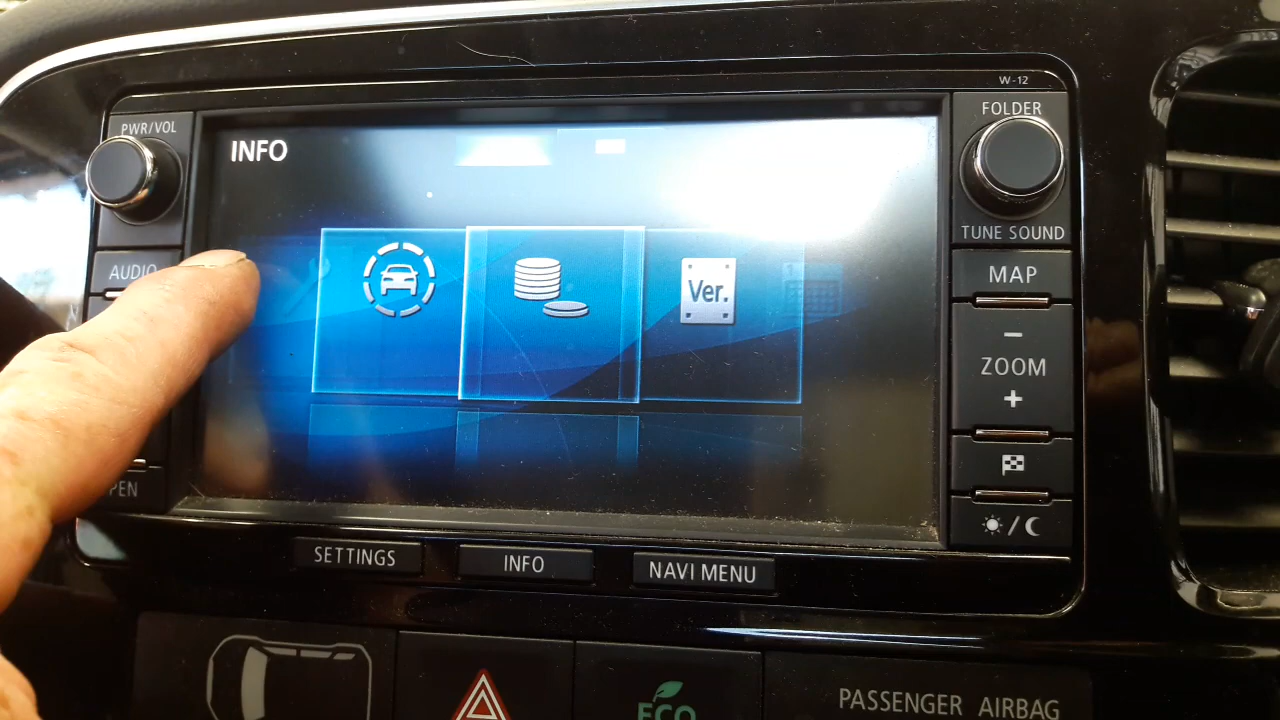 W-12
PWR/VOL
FOLDER
INFO
TUNE SOUND
AUDIO
MAP
Ver.
−
ZOOM
+
PEN
/
SETTINGS
INFO
NAVI MENU
ECO
PASSENGER AIRBAG